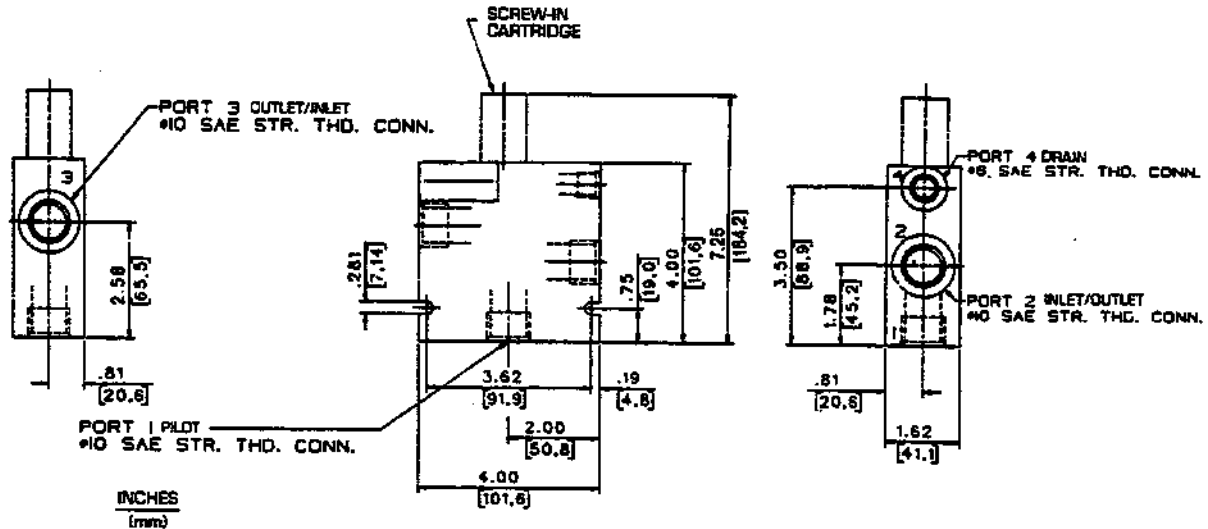 SCREW-IN
CARTRIDGE
PORT 3 OUTLET/INLET
#10 SAE STR. THD. CONN.
3
2.58
[65,5]
.81
[20,6]
PORT 1 PILOT
#10 SAE STR. THD. CONN.
.281
[7,14]
3.62
[91,9]
.19
[4,8]
2.00
[50,8]
4.00
[101,6]
.75
[19,0]
4.00
[101,6]
7.25
[184,2]
PORT 4 DRAIN
#6 SAE STR. THD. CONN.
4
2
1
3.50
[88,9]
1.78
[45,2]
PORT 2 INLET/OUTLET
#10 SAE STR. THD. CONN.
.81
[20,6]
1.62
[41,1]
INCHES
(mm)